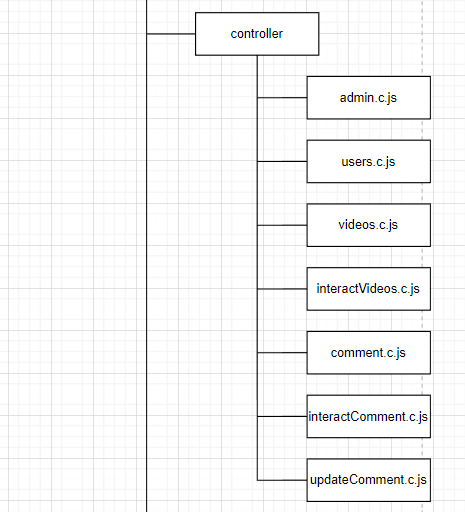 controller
admin.c.js
users.c.js
videos.c.js
interactVideos.c.js
comment.c.js
interactComment.c.js
updateComment.c.js